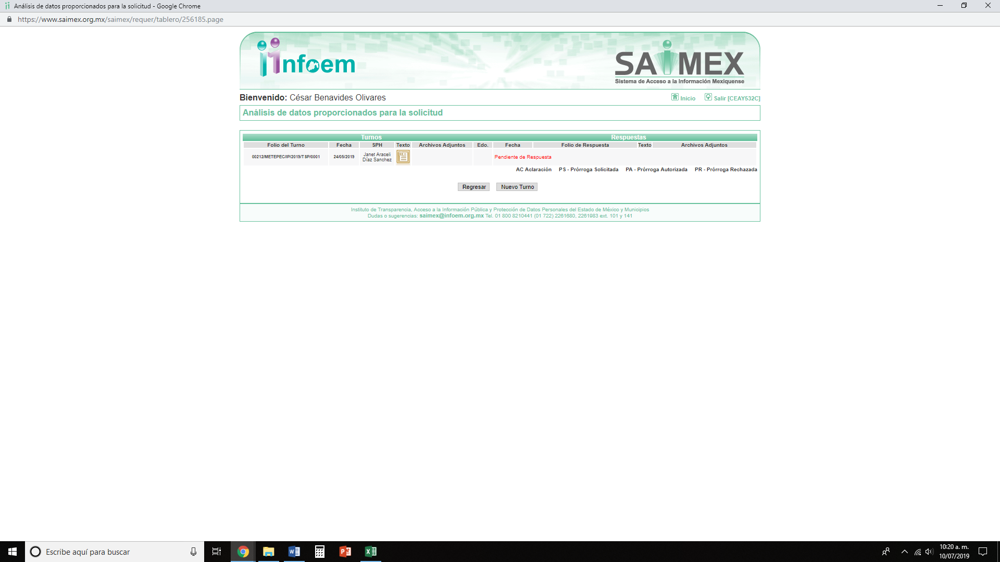 Análisis de datos proporcionados para la solicitud - Google Chrome
https://www.saimex.org.mx/saimex/requer/tablero/256185.page
infoem
SAIMEX
Sistema de Acceso a la Información Mexiquense
Bienvenido: César Benavides Olivares
Inicio Salir [CEAY532C]
Análisis de datos proporcionados para la solicitud
Turnos Respuestas
Folio del Turno Fecha SPH Texto Archivos Adjuntos Edo. Fecha Folio de Respuesta Texto Archivos Adjuntos
00212/METEPEC/IP/2019/TSP/0001 24/05/2019 Janet Araceli Díaz Sanchez Pendiente de Respuesta
AC Aclaración PS - Prórroga Solicitada PA - Prórroga Autorizada PR - Prórroga Rechazada
Regresar Nuevo Turno
Instituto de Transparencia, Acceso a la Información Pública y Protección de Datos Personales del Estado de México y Municipios
Dudas o sugerencias: saimex@infoem.org.mx Tel. 01 800 8210441 (01 722) 2261680, 2261983 ext. 101 y 141
Escribe aquí para buscar
10:20 a. m.
10/07/2019